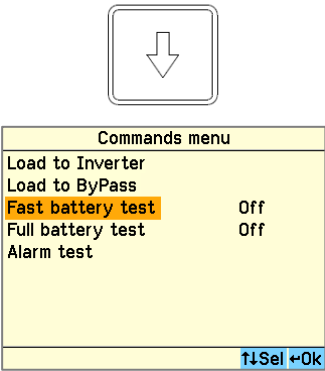 Commands menu
Load to Inverter
Load to ByPass
Fast battery test Off
Full battery test Off
Alarm test
↑↓Sel ↵Ok